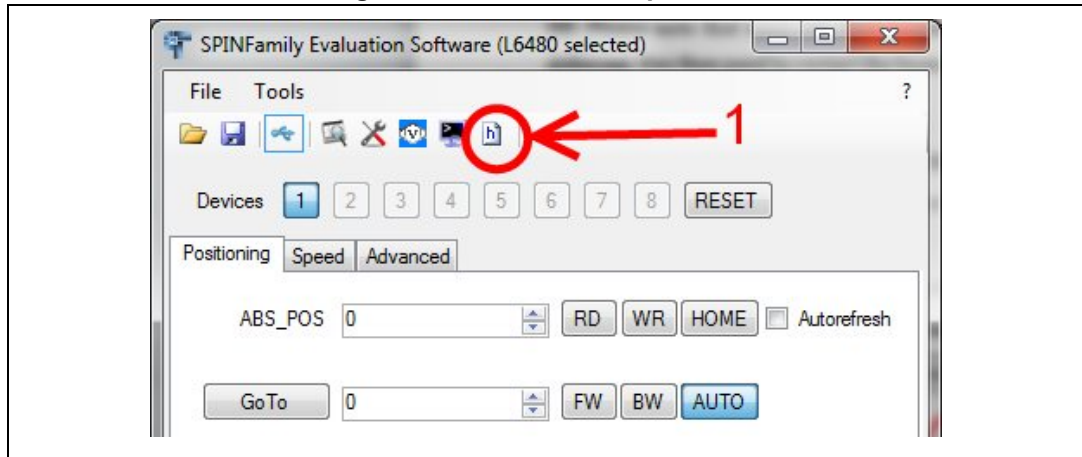 SPINFamily Evaluation Software (L6480 selected)
File Tools ?
h 1
Devices 1 2 3 4 5 6 7 8 RESET
Positioning Speed Advanced
ABS_POS 0 RD WR HOME Autorefresh
GoTo 0 FW BW AUTO